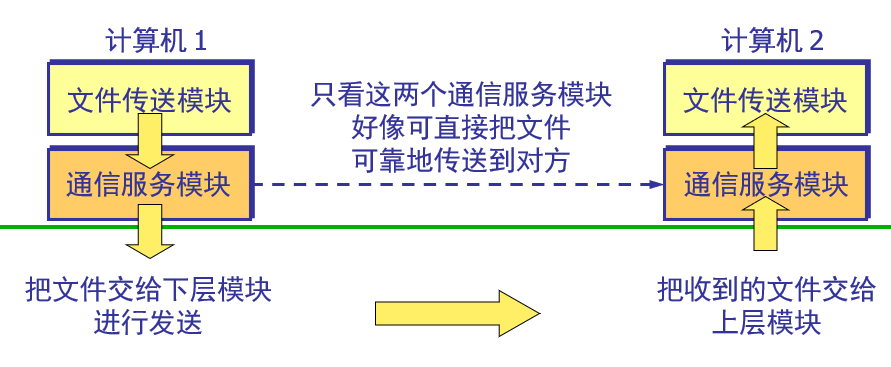 计算机 1
文件传送模块
通信服务模块
只看这两个通信服务模块
好像可直接把文件
可靠地传送到对方
计算机 2
文件传送模块
通信服务模块
把文件交给下层模块
进行发送
把收到的文件交给
上层模块